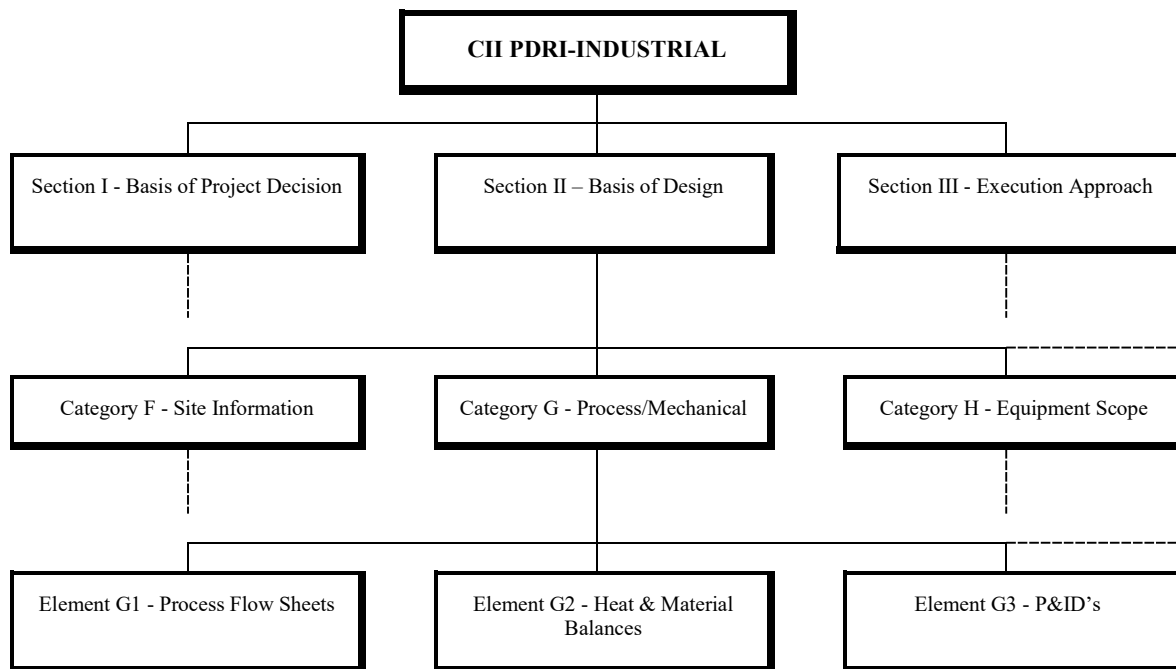 CII PDRI-INDUSTRIAL
Section I - Basis of Project Decision
Section II – Basis of Design
Section III - Execution Approach
Category F - Site Information
Category G - Process/Mechanical
Category H - Equipment Scope
Element G1 - Process Flow Sheets
Element G2 - Heat & Material
Balances
Element G3 - P&ID’s